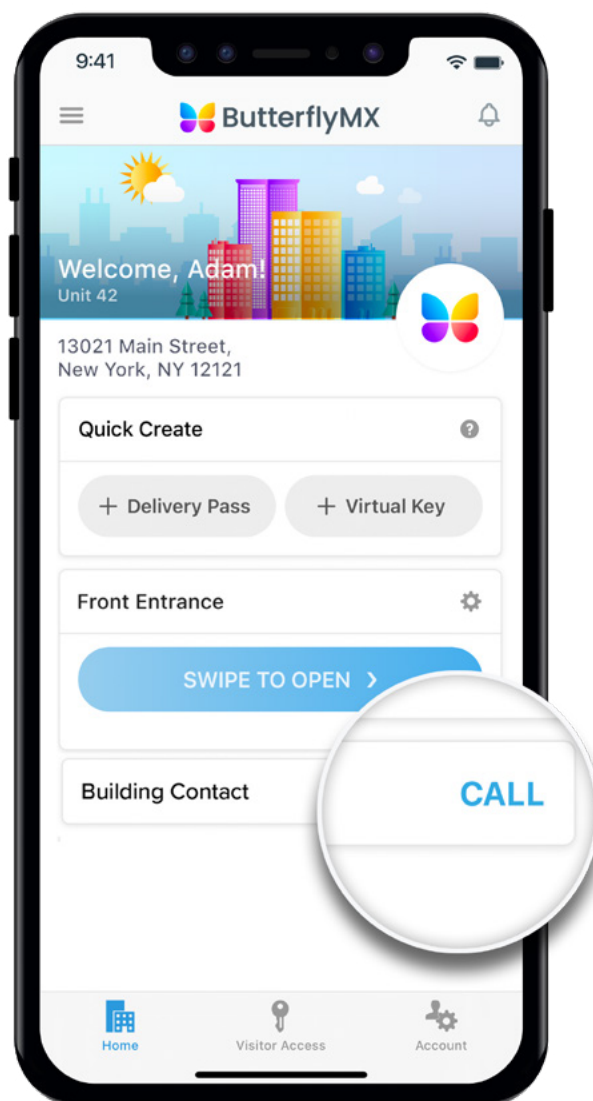 9:41
ButterflyMX
Welcome, Adam!
Unit 42
13021 Main Street,
New York, NY 12121
Quick Create
?
+ Delivery Pass
+ Virtual Key
Front Entrance
SWIPE TO OPEN >
Building Contact
CALL
Home
Visitor Access
Account